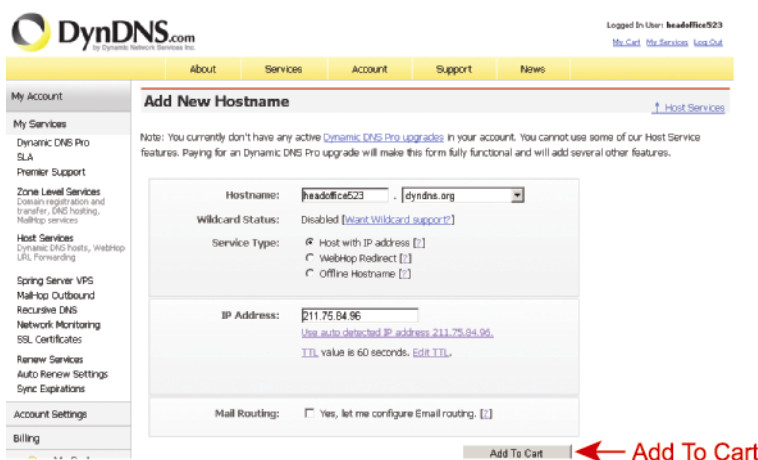 DynDNS.com
by Dynamic Network Services Inc.
Logged In User: headoffice523
My Cart My Services Log Out
About Services Account Support News
My Account
My Services
Dynamic DNS Pro
SLA
Premier Support
Zone Level Services
Domain registration and
transfer, DNS hosting,
MailHop services
Host Services
Dynamic DNS hosts, WebHop
URL Forwarding
Spring Server VPS
MailHop Outbound
Recursive DNS
Network Monitoring
SSL Certificates
Renew Services
Auto Renew Settings
Sync Expirations
Account Settings
Billing
Add New Hostname
Host Services
Note: You currently don't have any active Dynamic DNS Pro upgrades in your account. You cannot use some of our Host Service
features. Paying for an Dynamic DNS Pro upgrade will make this form fully functional and will add several other features.
Hostname: headoffice523 . dyndns.org
Wildcard Status: Disabled [Want Wildcard support?]
Service Type: Host with IP address [?]
WebHop Redirect [?]
Offline Hostname [?]
IP Address: 211.75.84.96
Use auto detected IP address 211.75.84.96.
TTL value is 60 seconds. Edit TTL.
Mail Routing: Yes, let me configure Email routing. [?]
Add To Cart
Add To Cart